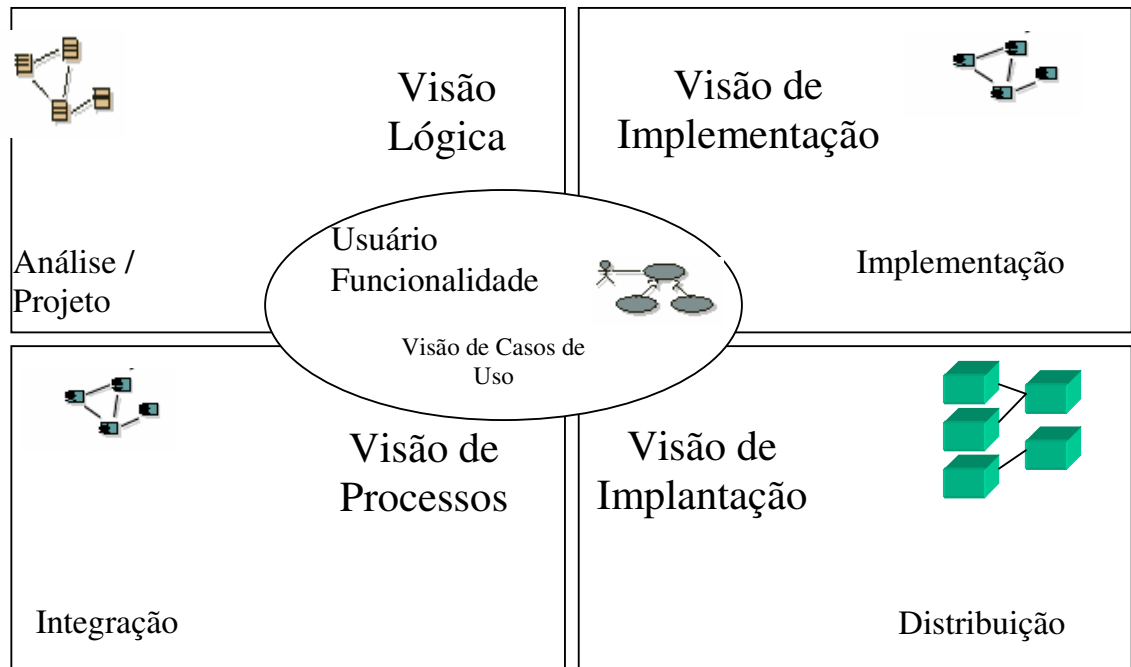 Visão
Lógica
Análise /
Projeto
Visão de
Implementação
Implementação
Usuário
Funcionalidade
Visão de Casos de
Uso
Visão de
Processos
Integração
Visão de
Implantação
Distribuição